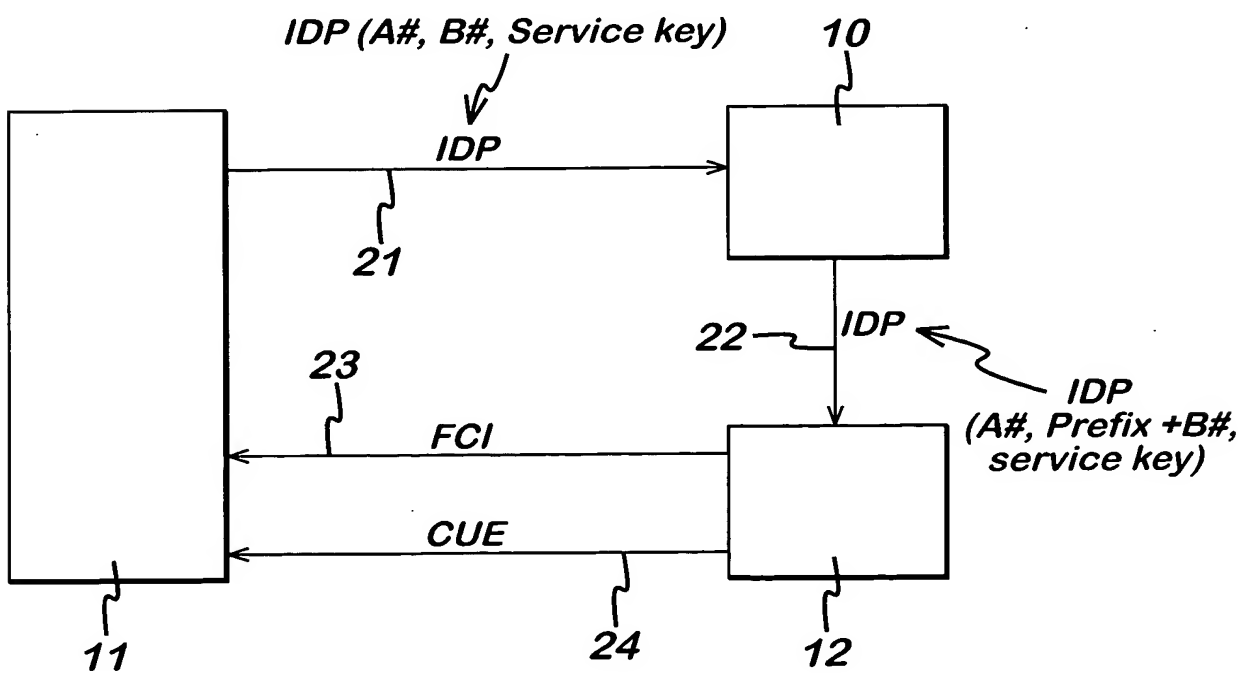 IDP (A#, B#, Service key)
10
IDP
21
22
IDP
23
IDP
(A#, Prefix +B#,
service key)
FCI
CUE
11
24
12